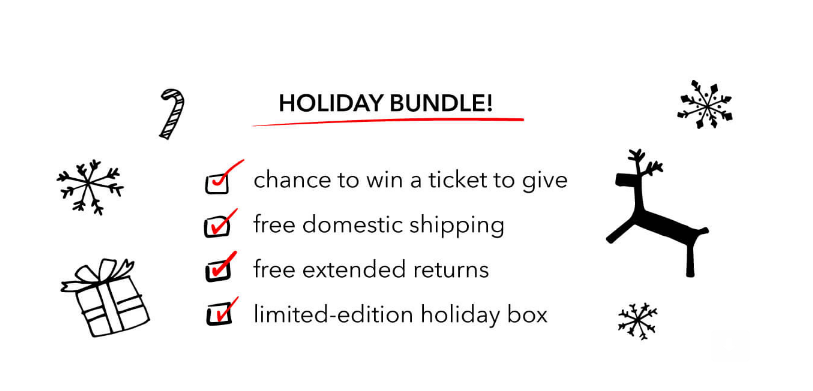 HOLIDAY BUNDLE!
chance to win a ticket to give
free domestic shipping
free extended returns
limited-edition holiday box